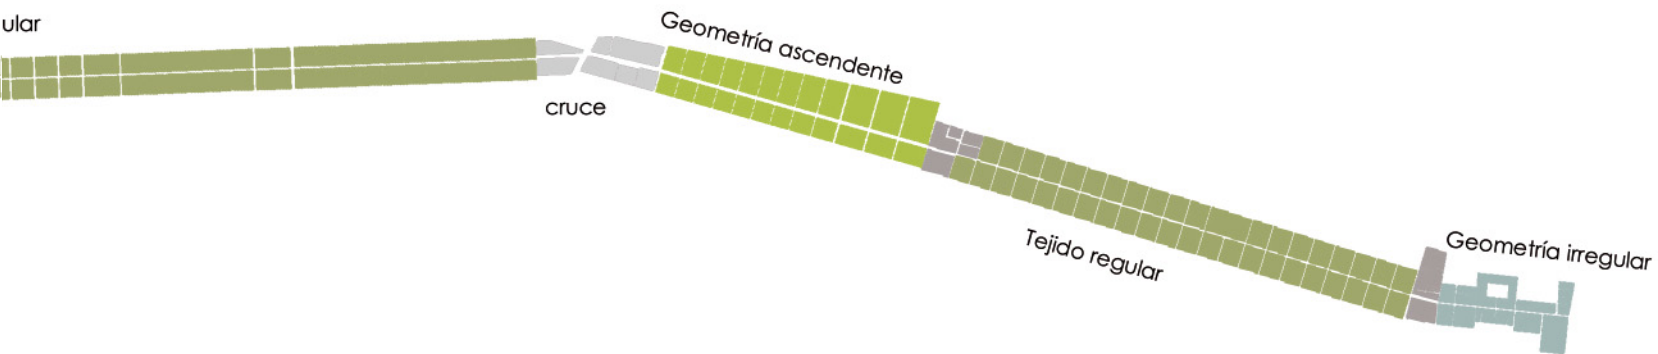 ular
cruce
Geometría ascendente
Tejido regular
Geometría irregular